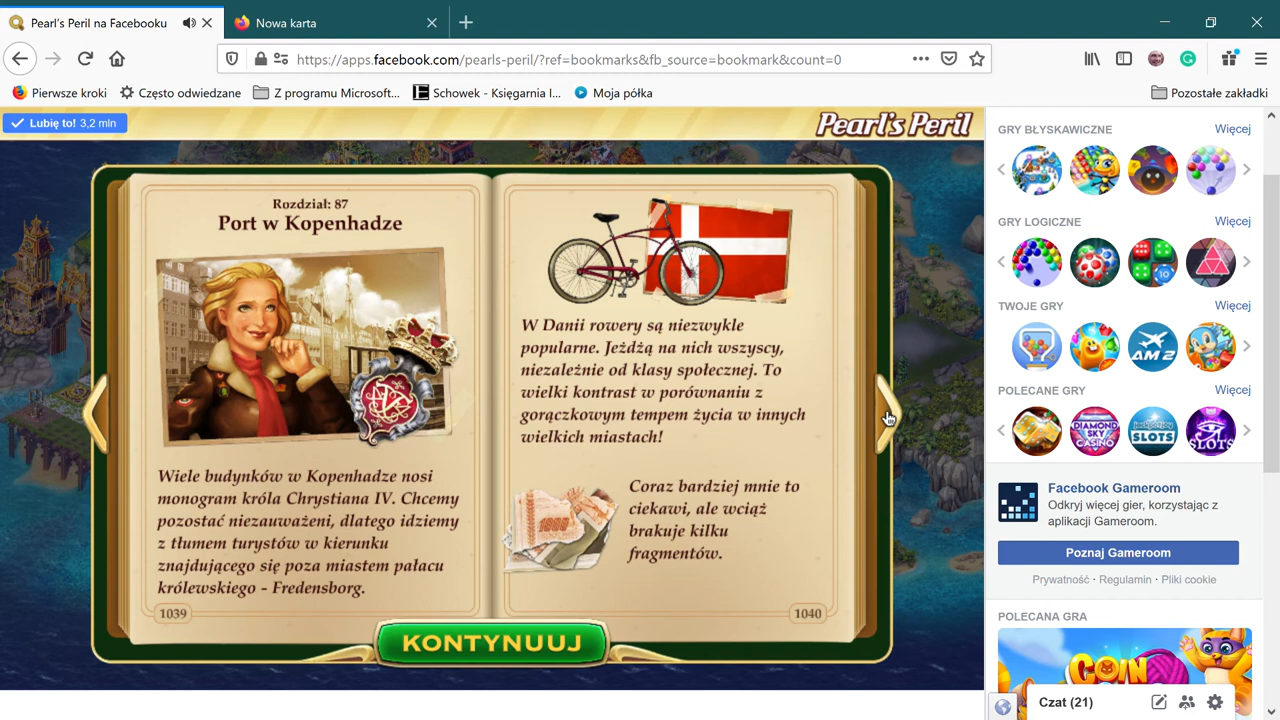 Pearl's Peril na Facebooku
Nowa karta
https://apps.facebook.com/pearls-peril/?ref=bookmarks&fb_source=bookmark&count=0
Pierwsze kroki
Często odwiedzane
Z programu Microsoft...
Schowek - Księgarnia I...
Moja półka
Pozostałe zakładki
Lubię to! 3,2 mln
Pearl's Peril
Rozdział: 87
Port w Kopenhadze
Wiele budynków w Kopenhadze nosi
monogram króla Chrystiana IV. Chcemy
pozostać niezauważeni, dlatego idziemy
z tłumem turystów w kierunku
znajdującego się poza miastem pałacu
królewskiego - Fredensborg.
1039
W Danii rowery są niezwykle
popularne. Jeżdżą na nich wszyscy,
niezależnie od klasy społecznej. To
wielki kontrast w porównaniu z
gorączkowym tempem życia w innych
wielkich miastach!
1000
Coraz bardziej mnie to
ciekawi, ale wciąż
brakuje kilku
fragmentów.
1040
KONTYNUUJ
GRY BŁYSKAWICZNE
Więcej
GRY LOGICZNE
Więcej
10
TWOJE GRY
Więcej
AM2
POLECANE GRY
Więcej
DIAMOND
SKY
CASINO
jackpotjoy
SLOTS
SLOTS
Facebook Gameroom
Odkryj więcej gier, korzystając z
aplikacji Gameroom.
Poznaj Gameroom
Prywatność · Regulamin · Pliki cookie
POLECANA GRA
COIN
Czat (21)